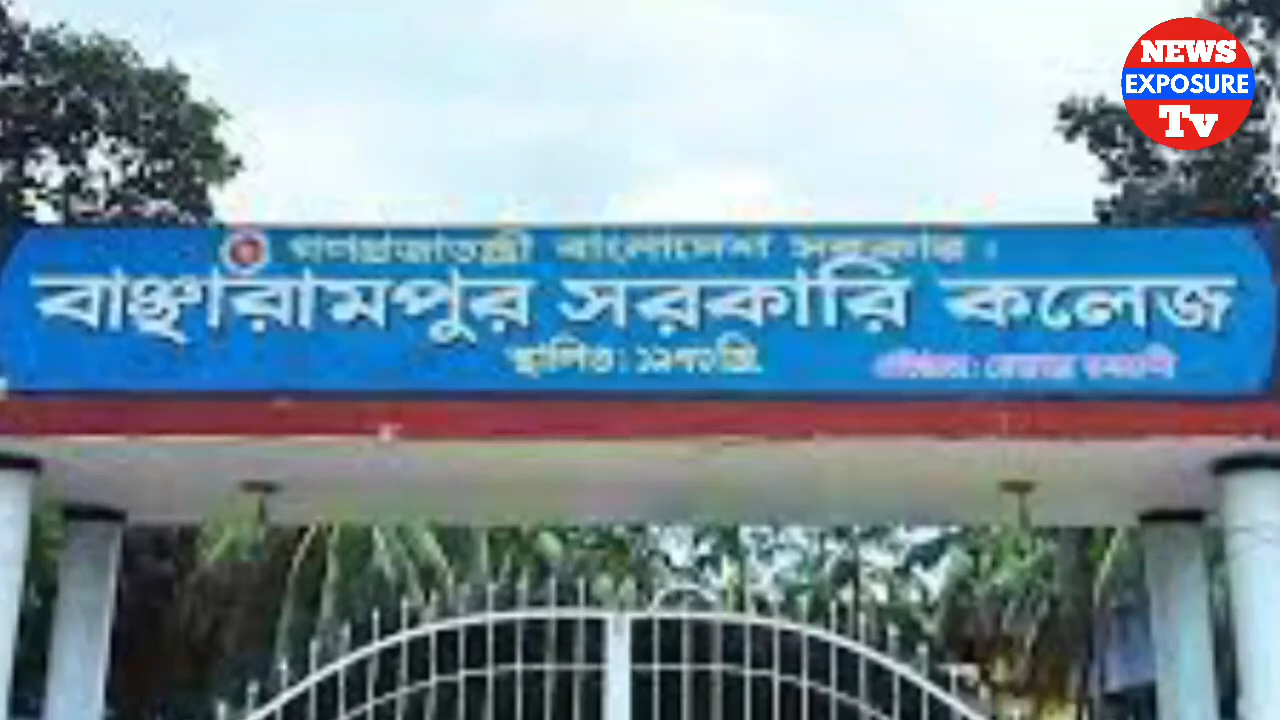 NEWS
EXPOSURE
Tv
গণপ্রজাতন্ত্রী বাংলাদেশ সরকার।
বাঞ্ছারামপুর সরকারি কলেজ
স্থাপিত :